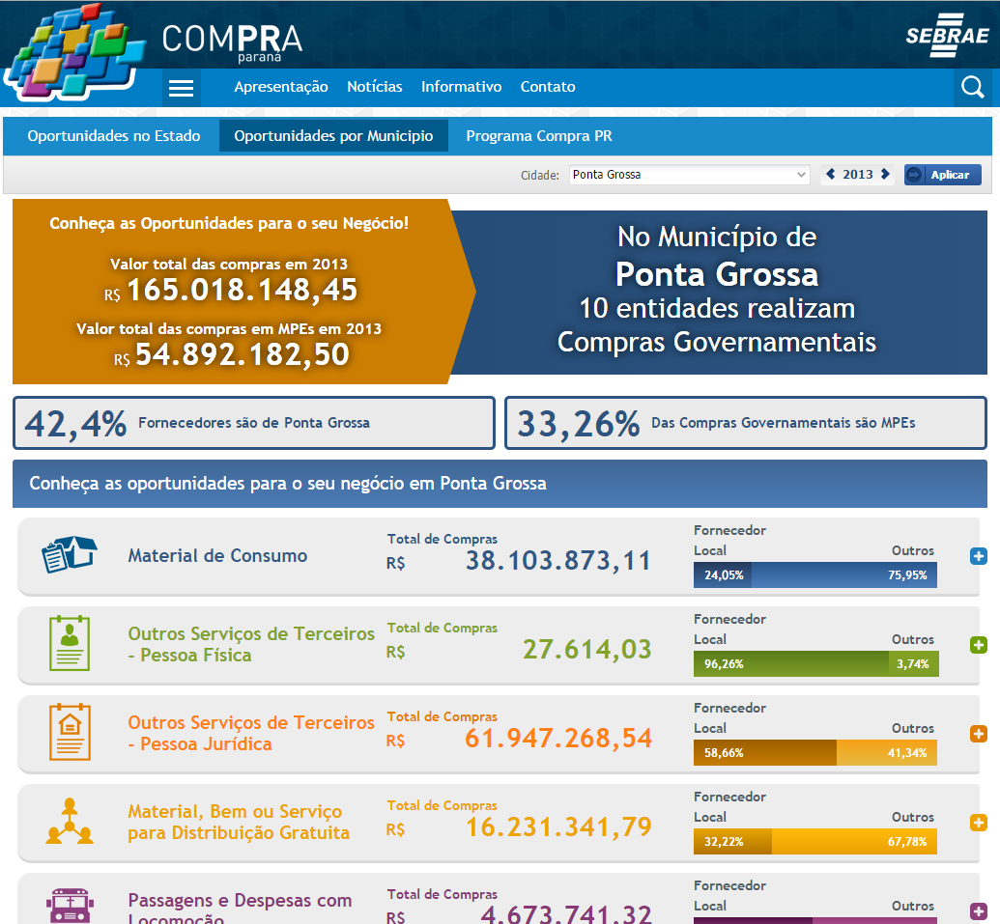 COMPRA
paraná
SEBRAE
Apresentação Notícias Informativo Contato
Oportunidades no Estado Oportunidades por Municipio Programa Compra PR
Cidade: Ponta Grossa 2013 Aplicar
Conheça as Oportunidades para o seu Negócio!
Valor total das compras em 2013
R$ 165.018.148,45
Valor total das compras em MPEs em 2013
R$ 54.892.182,50
No Município de
Ponta Grossa
10 entidades realizam
Compras Governamentais
42,4% Fornecedores são de Ponta Grossa
33,26% Das Compras Governamentais são MPEs
Conheça as oportunidades para o seu negócio em Ponta Grossa
Material de Consumo
Total de Compras
R$ 38.103.873,11
Fornecedor
Local Outros
24,05% 75,95%
Outros Serviços de Terceiros
- Pessoa Física
Total de Compras
R$ 27.614,03
Fornecedor
Local Outros
96,26% 3,74%
Outros Serviços de Terceiros
- Pessoa Jurídica
Total de Compras
R$ 61.947.268,54
Fornecedor
Local Outros
58,66% 41,34%
Material, Bem ou Serviço
para Distribuição Gratuita
Total de Compras
R$ 16.231.341,79
Fornecedor
Local Outros
32,22% 67,78%
Passagens e Despesas com
Locomoção
Total de Compras
R$ 4.673.741,32
Fornecedor
Local Outros